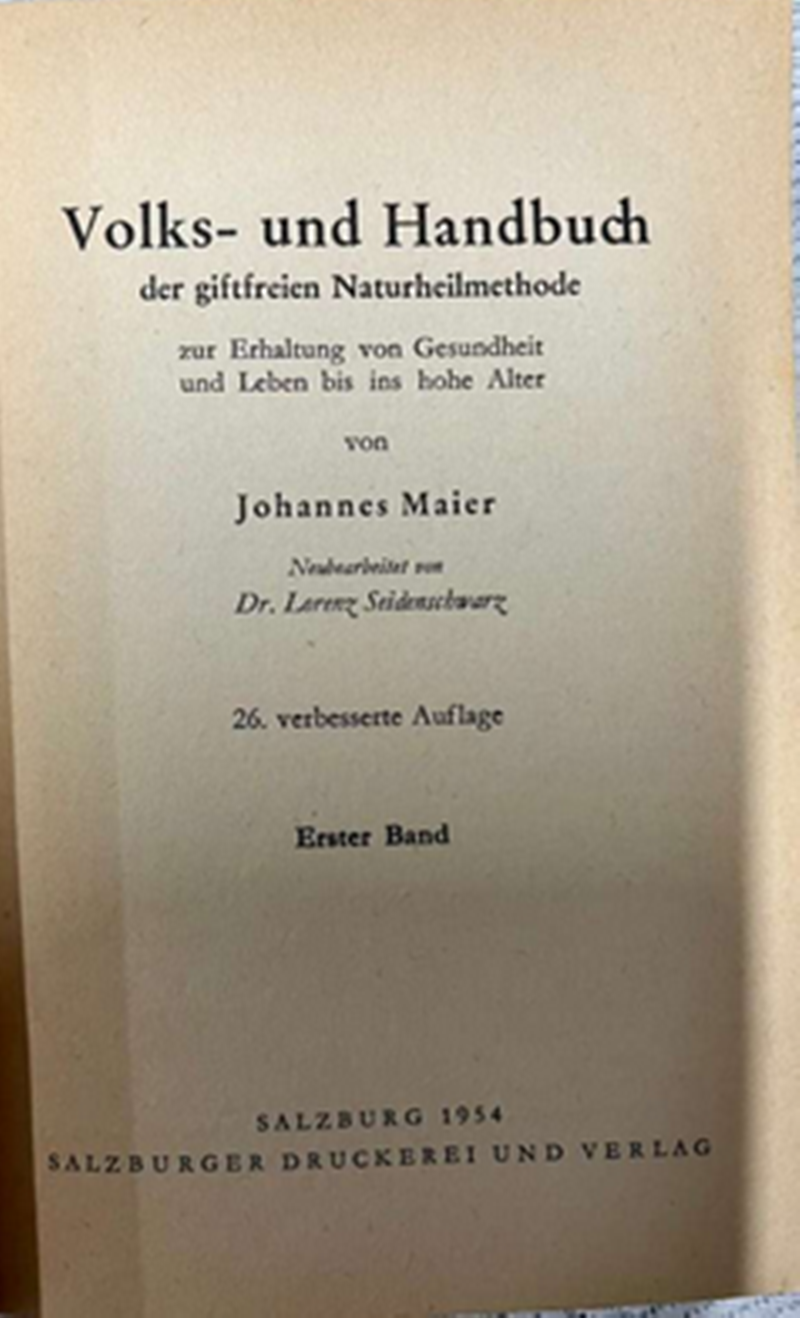 Volks- und Handbuch
der giftfreien Naturheilmethode
zur Erhaltung von Gesundheit
und Leben bis ins hohe Alter
von
Johannes Maier
Neubearbeitet von
Dr. Lorenz Seidenschwarz
26. verbesserte Auflage
Erster Band
SALZBURG 1954
SALZBURGER DRUCKEREI UND VERLAG